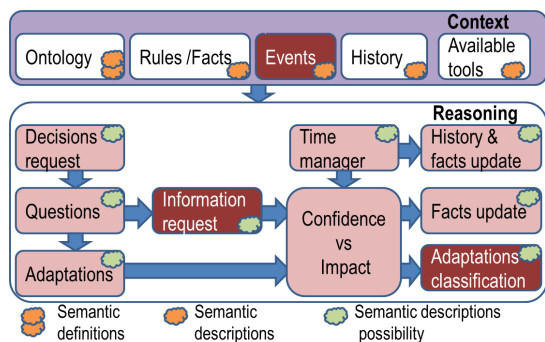 Context
Ontology
Rules /Facts
Events
History
Available
tools
Reasoning
Decisions
request
Time
manager
History &
facts update
Questions
Information
request
Confidence
vs
Impact
Facts update
Adaptations
Adaptations
classification
Semantic
definitions
Semantic
descriptions
Semantic descriptions
possibility